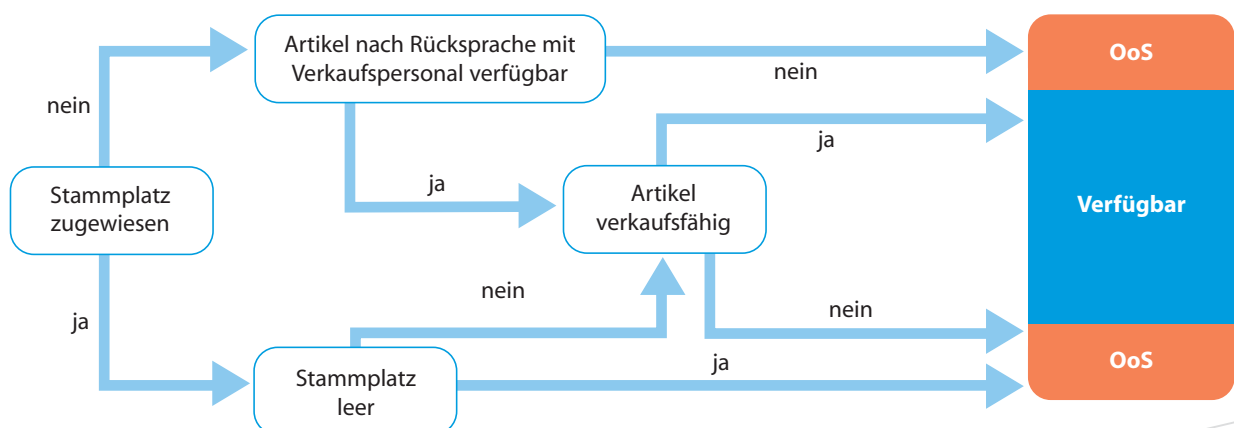 Artikel nach Rücksprache mit
Verkaufspersonal verfügbar
nein
OoS
nein
ja
Stammplatz
zugewiesen
ja
Artikel
verkaufsfähig
Verfügbar
ja
nein
nein
Stammplatz
leer
ja
OoS